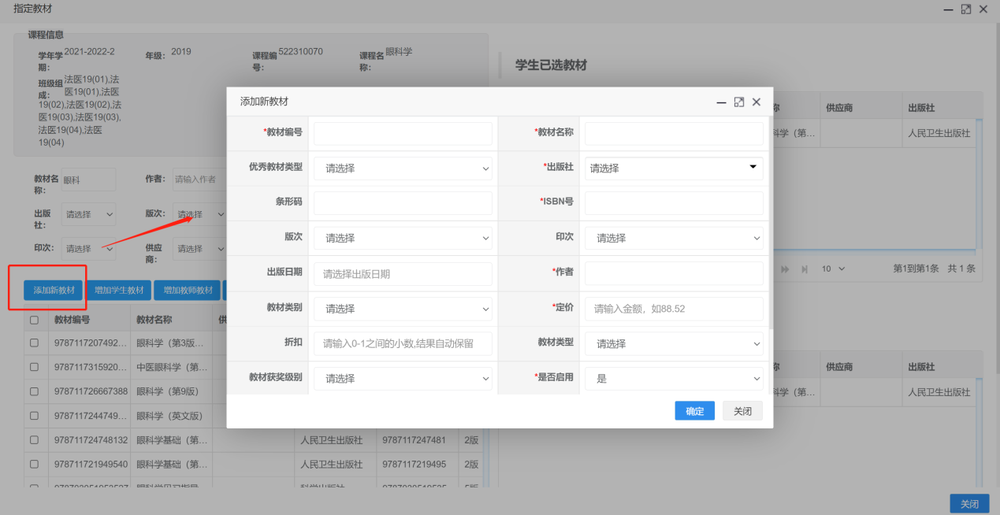 指定教材
课程信息
学年学期: 2021-2022-2 年级: 2019 课程编号: 522310070 课程名称: 眼科学
班级组成: 法医19(01),法医19(01),法医19(02),法医19(02),法医19(03),法医19(03),法医19(04),法医19(04)
学生已选教材
供应商 出版社
科学（第... 人民卫生出版社
教材名称: 眼科 作者: 请输入作者
出版社: 请选择 版次: 请选择
印次: 请选择 供应商: 请选择
添加新教材 增加学生教材 增加教师教材
10 第1到第1条 共 1 条
教材编号 教材名称 供
9787117207492... 眼科学（第3版...
9787117315920... 中医眼科学（第...
978711726667388 眼科学（第9版）
9787117244749... 眼科学（英文版）
978711724748132 眼科学基础（第... 人民卫生出版社 9787117247481 2版
978711721949540 眼科学基础（第... 人民卫生出版社 9787117219495 2版
供应商 出版社
科学（第... 人民卫生出版社
添加新教材
*教材编号 *教材名称
优秀教材类型 请选择 *出版社 请选择
条形码 *ISBN号
版次 请选择 印次 请选择
出版日期 请选择出版日期 *作者
教材类别 请选择 *定价 请输入金额，如88.52
折扣 请输入0-1之间的小数,结果自动保留 教材类型 请选择
教材获奖级别 请选择 *是否启用 是
确定 关闭
关闭